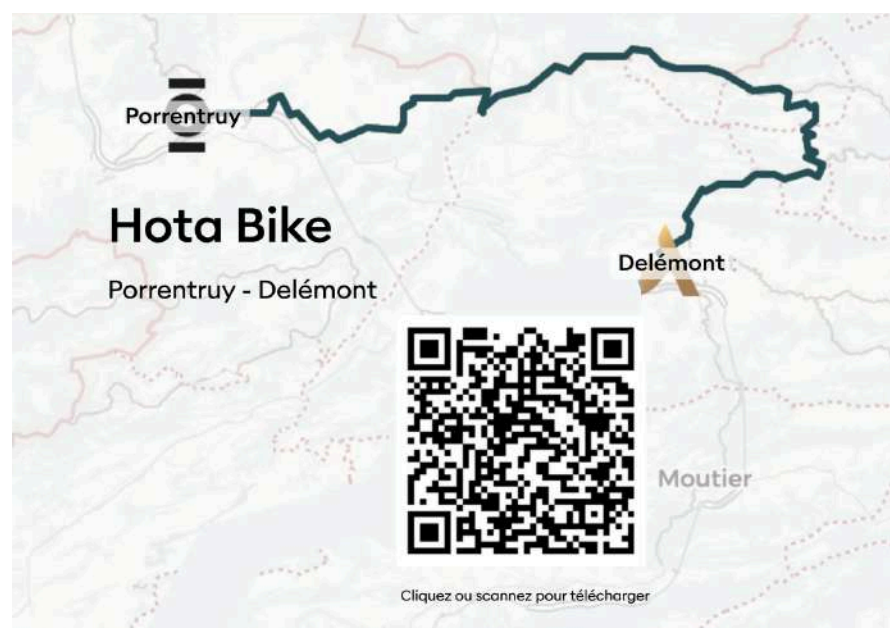 Porrentruy
Hota Bike
Porrentruy - Delémont
Delémont
Moutier
Cliquez ou scannez pour télécharger